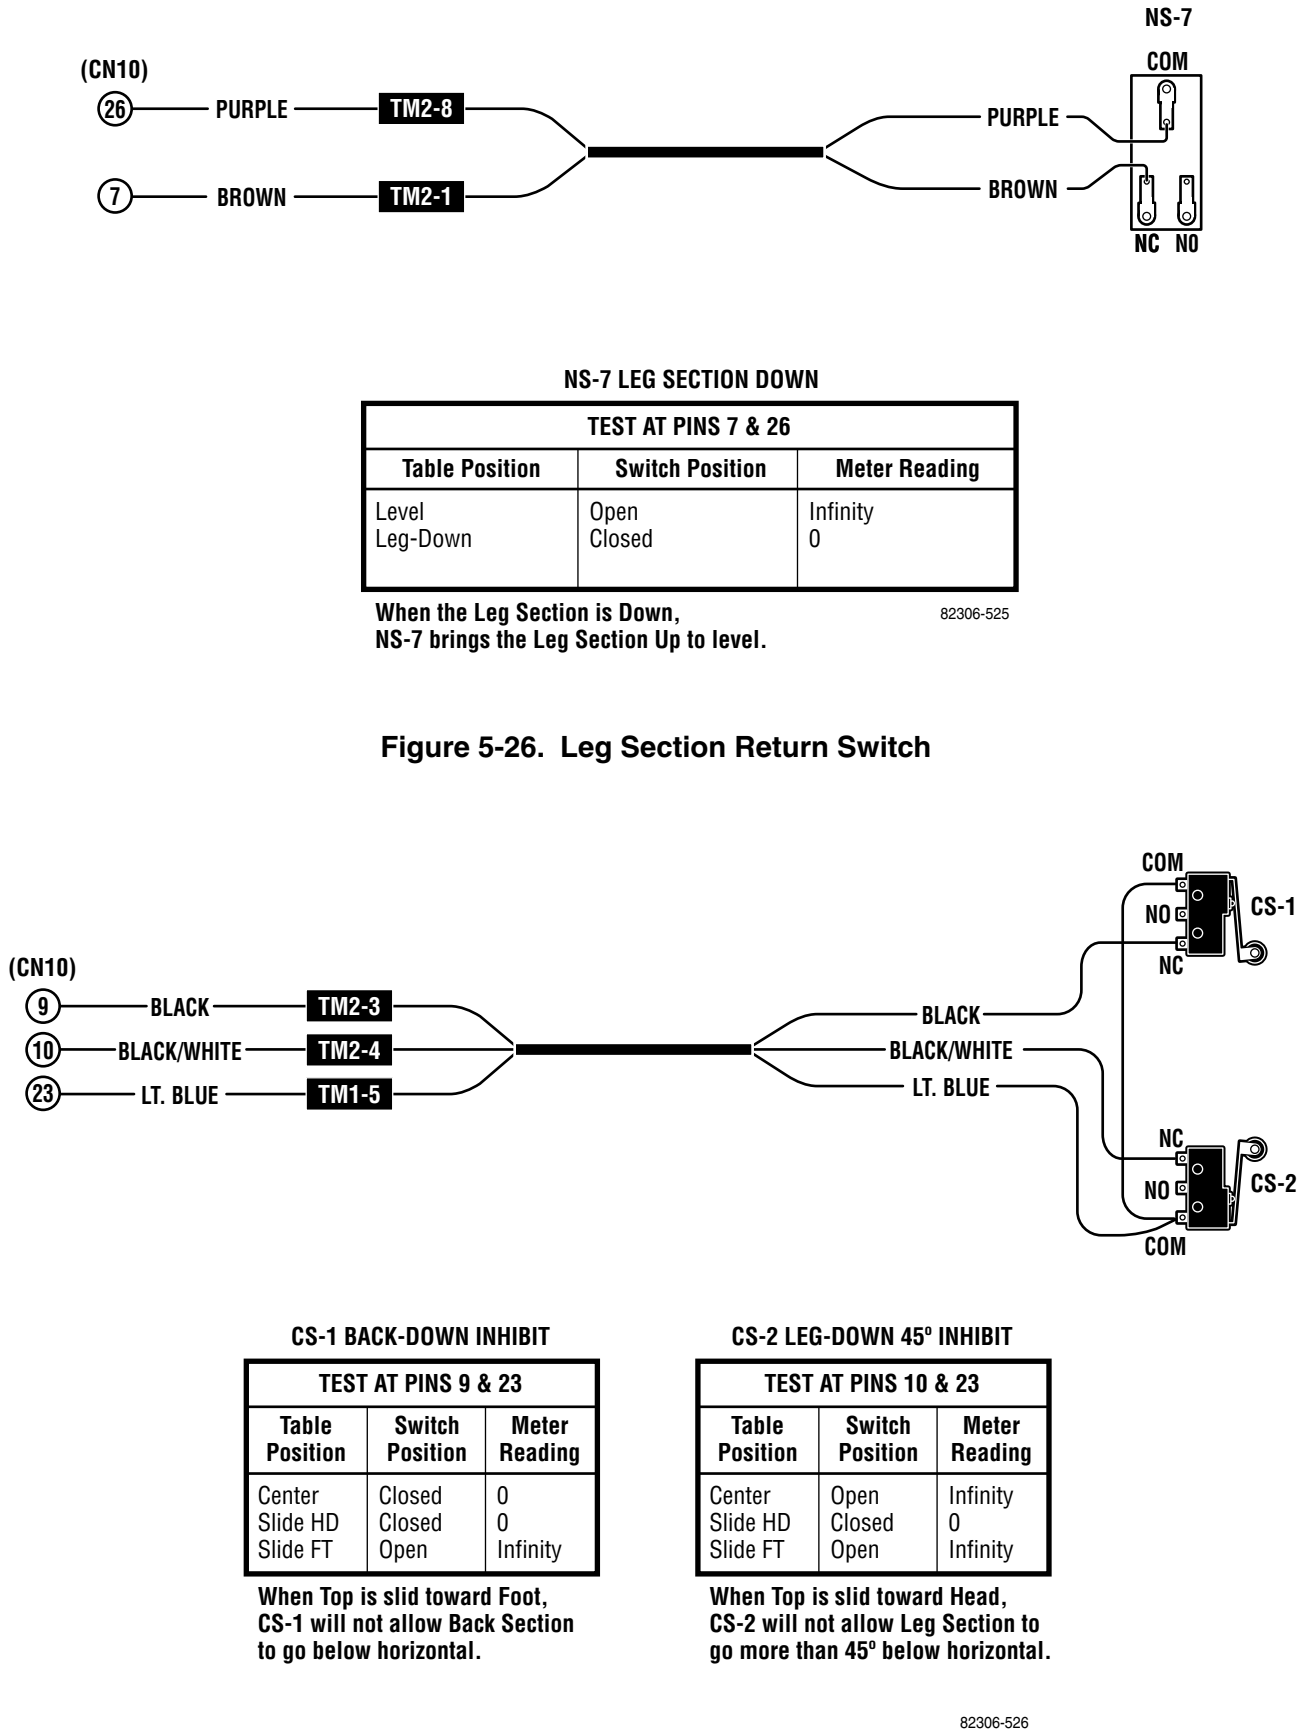 NS-7
(CN10)
COM
26 PURPLE TM2-8 PURPLE
7 BROWN TM2-1 BROWN
NC NO
NS-7 LEG SECTION DOWN
TEST AT PINS 7 & 26
Table Position Switch Position Meter Reading
Level Open Infinity
Leg-Down Closed 0
When the Leg Section is Down,
NS-7 brings the Leg Section Up to level.
82306-525
Figure 5-26. Leg Section Return Switch
COM
NO
NC
CS-1
(CN10)
9 BLACK TM2-3 BLACK
10 BLACK/WHITE TM2-4 BLACK/WHITE
23 LT. BLUE TM1-5 LT. BLUE
NC
NO
COM
CS-2
CS-1 BACK-DOWN INHIBIT
TEST AT PINS 9 & 23
Table Position Switch Position Meter Reading
Center Closed 0
Slide HD Closed 0
Slide FT Open Infinity
When Top is slid toward Foot,
CS-1 will not allow Back Section
to go below horizontal.
CS-2 LEG-DOWN 45º INHIBIT
TEST AT PINS 10 & 23
Table Position Switch Position Meter Reading
Center Open Infinity
Slide HD Closed 0
Slide FT Open Infinity
When Top is slid toward Head,
CS-2 will not allow Leg Section to
go more than 45º below horizontal.
82306-526